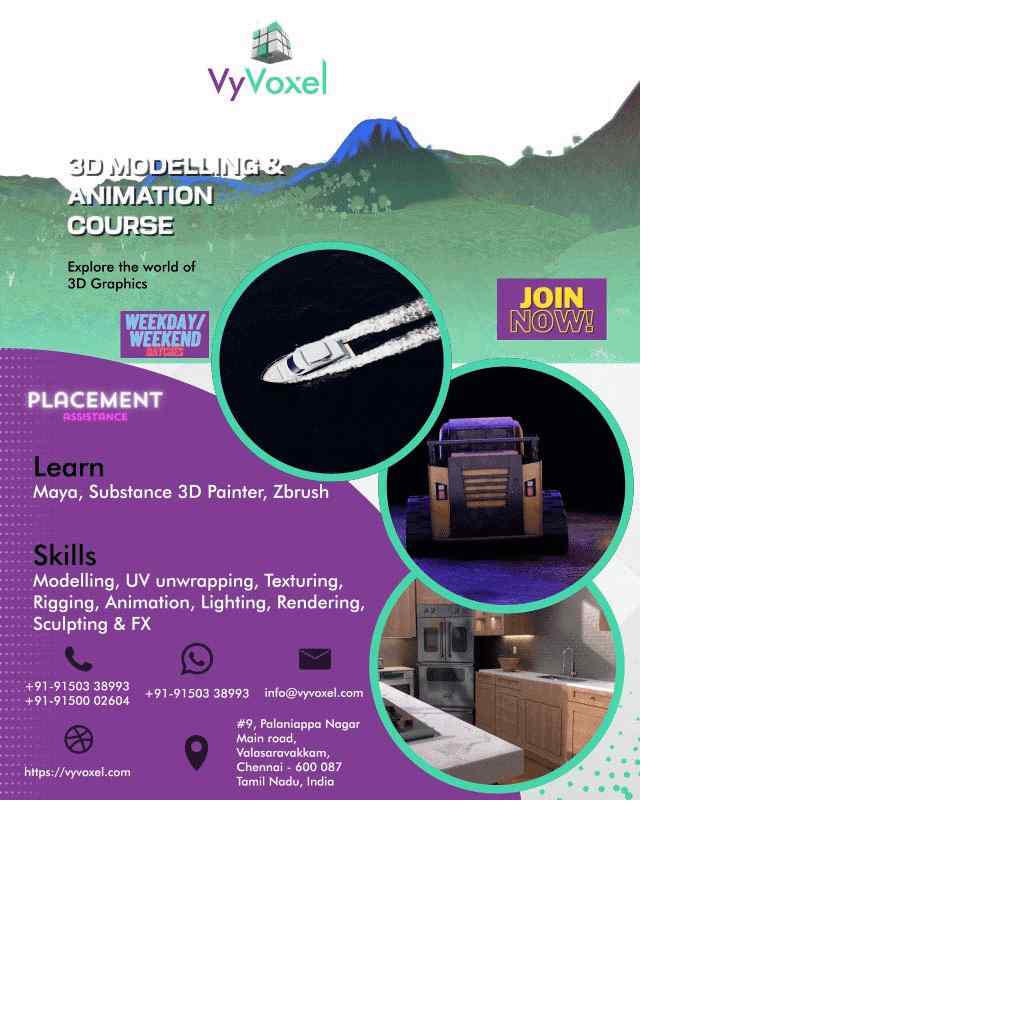 VyVoxel
3D MODELLING &
ANIMATION
COURSE
Explore the world of
3D Graphics
JOIN
NOW!
WEEKDAY/
WEEKEND
BATCHES
PLACEMENT
ASSISTANCE
Learn
Maya, Substance 3D Painter, Zbrush
Skills
Modelling, UV unwrapping, Texturing,
Rigging, Animation, Lighting, Rendering,
Sculpting & FX
+91-91503 38993
+91-91500 02604
+91-91503 38993
info@vyvoxel.com
https://vyvoxel.com
#9, Palaniappa Nagar
Main road,
Valasaravakkam,
Chennai - 600 087
Tamil Nadu, India